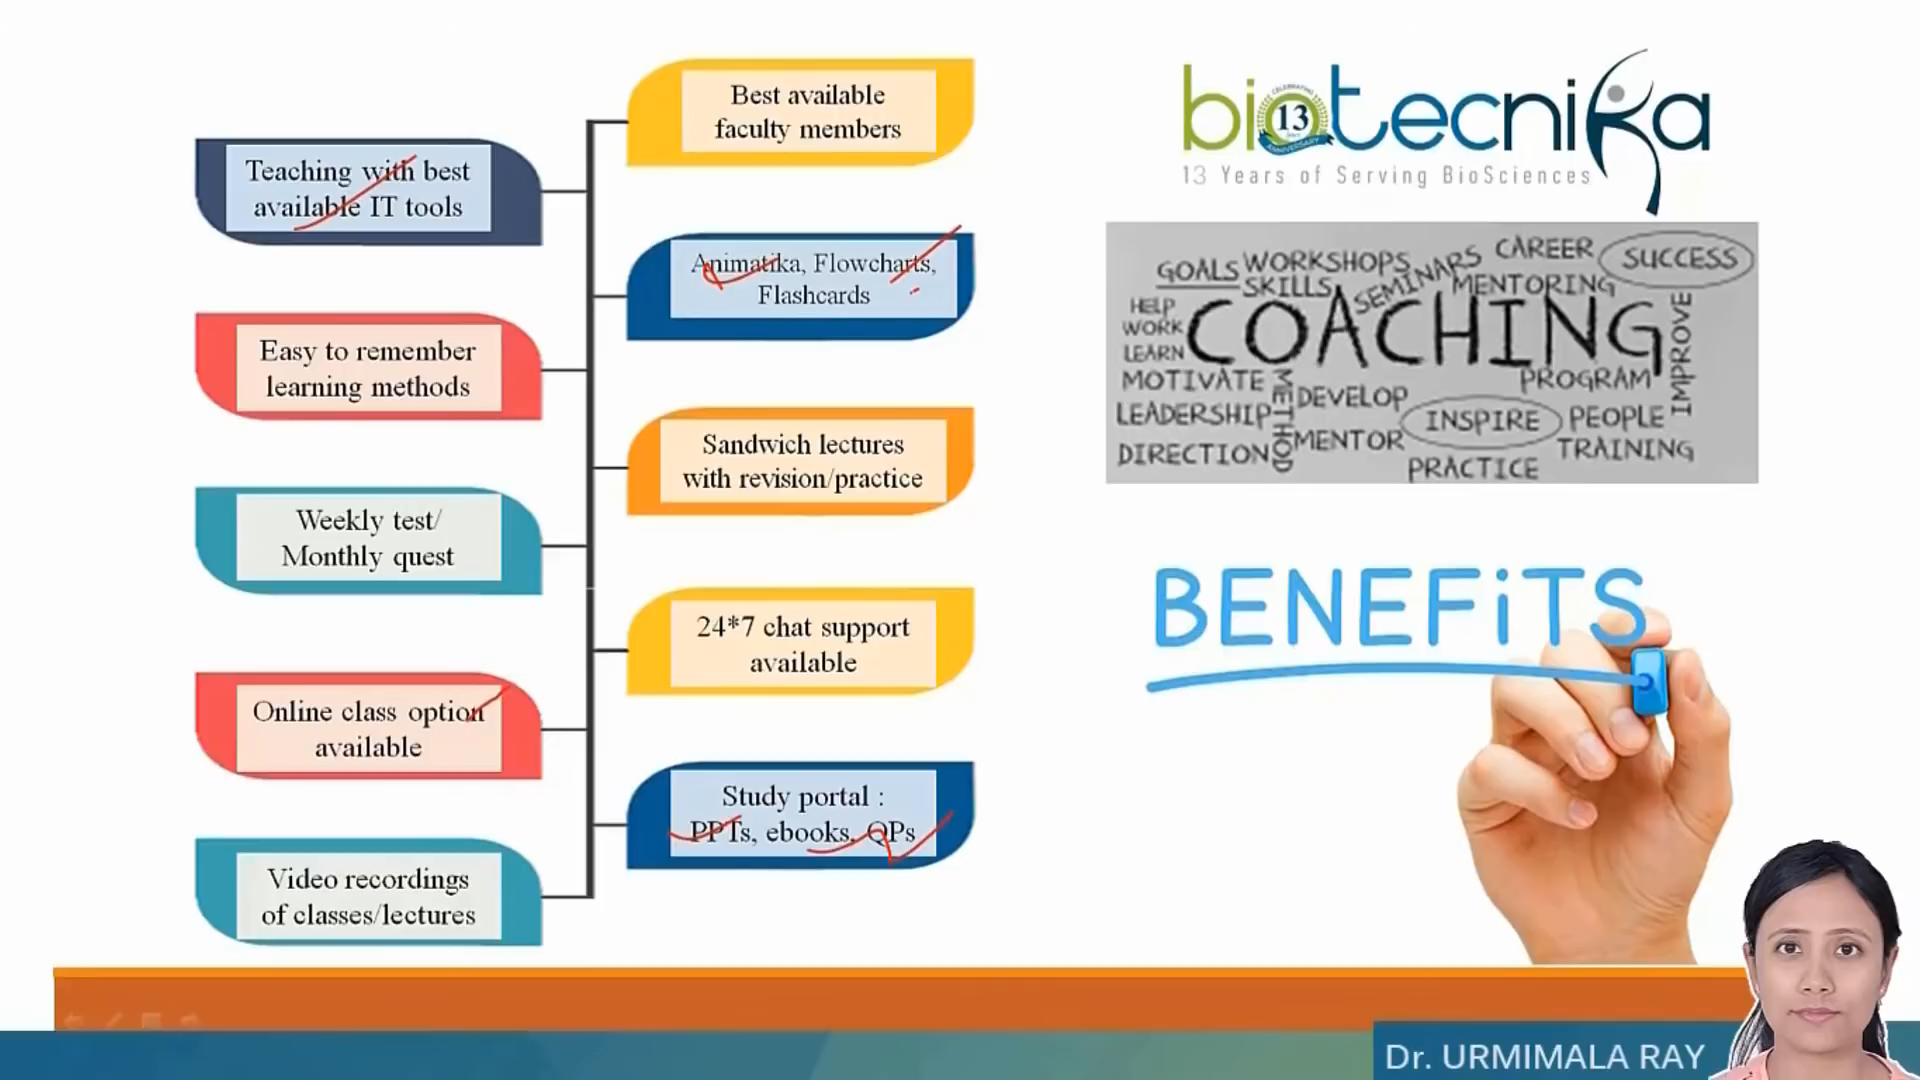 Best available
faculty members
Teaching with best
available IT tools
Animatika, Flowcharts,
Flashcards
Easy to remember
learning methods
Sandwich lectures
with revision/practice
Weekly test/
Monthly quest
24*7 chat support
available
Online class option
available
Study portal :
PPTs, ebooks, QPs
Video recordings
of classes/lectures
biotecnika
CELEBRATING
13
ANNIVERSARY
13 Years of Serving BioSciences
GOALS WORKSHOPS SEMINARS CAREER SUCCESS
SKILLS MENTORING
HELP
WORK
LEARN
COACHING
IMPROVE
MOTIVATE METHOD DEVELOP PROGRAM
LEADERSHIP INSPIRE PEOPLE
DIRECTION MENTOR TRAINING
PRACTICE
BENEFiTS
Dr. URMIMALA RAY